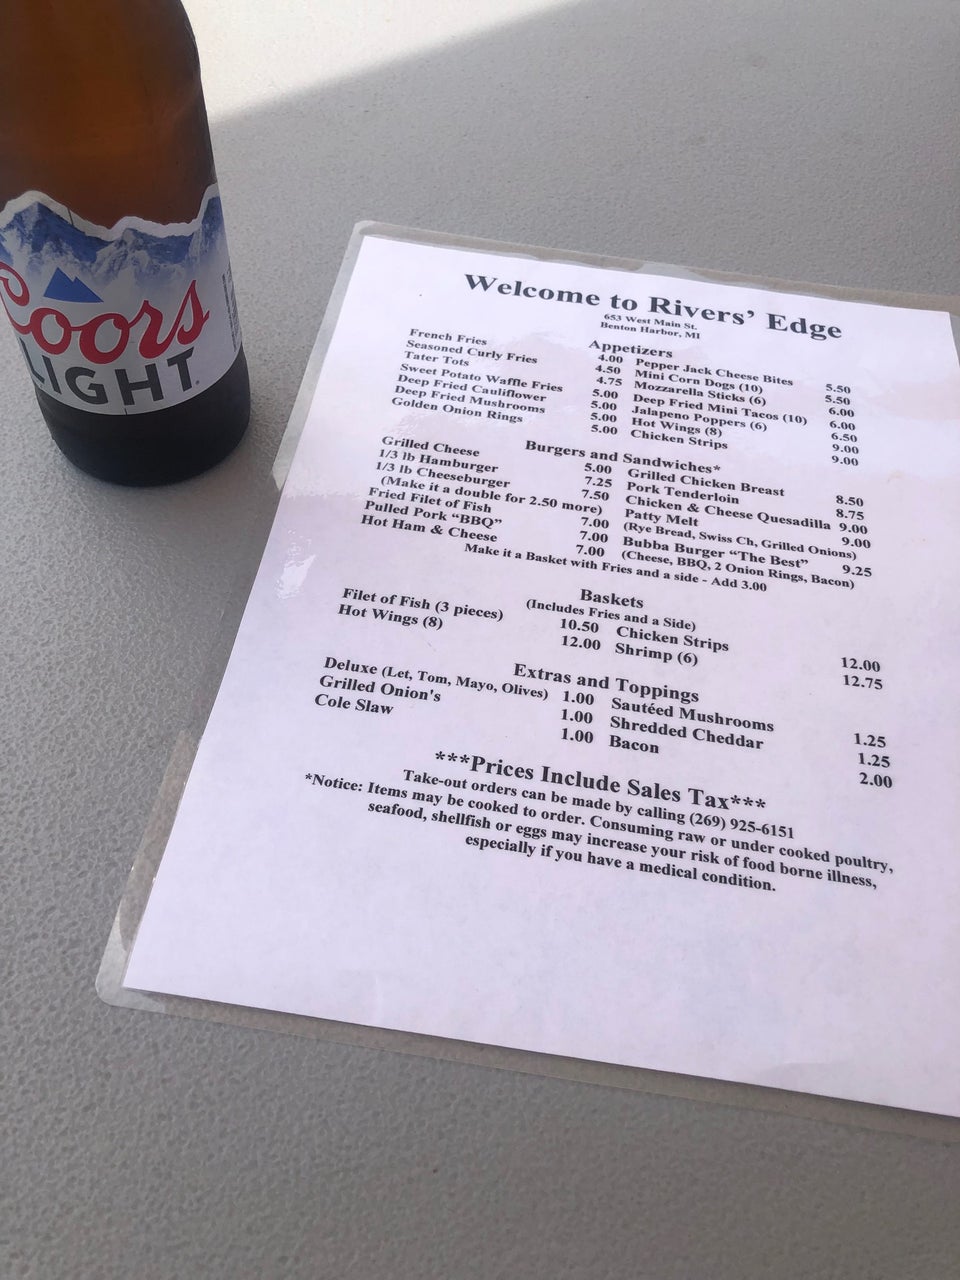 Coors
LIGHT
Welcome to Rivers' Edge
653 West Main St.
Benton Harbor, MI
Appetizers
French Fries 4.00 Pepper Jack Cheese Bites 5.50
Seasoned Curly Fries 4.50 Mini Corn Dogs (10) 5.50
Tater Tots 4.75 Mozzarella Sticks (6) 6.00
Sweet Potato Waffle Fries 5.00 Deep Fried Mini Tacos (10) 6.00
Deep Fried Cauliflower 5.00 Jalapeno Poppers (6) 6.50
Deep Fried Mushrooms 5.00 Hot Wings (8) 9.00
Golden Onion Rings 5.00 Chicken Strips 9.00
Burgers and Sandwiches*
Grilled Cheese 5.00 Grilled Chicken Breast 8.50
1/3 lb Hamburger 7.25 Pork Tenderloin 8.75
1/3 lb Cheeseburger 7.50 Chicken & Cheese Quesadilla 9.00
(Make it a double for 2.50 more) Patty Melt 9.00
Fried Filet of Fish 7.00 (Rye Bread, Swiss Ch, Grilled Onions)
Pulled Pork "BBQ" 7.00 Bubba Burger "The Best" 9.25
Hot Ham & Cheese 7.00 (Cheese, BBQ, 2 Onion Rings, Bacon)
Make it a Basket with Fries and a side - Add 3.00
Baskets
(Includes Fries and a Side)
Filet of Fish (3 pieces) 10.50 Chicken Strips 12.00
Hot Wings (8) 12.00 Shrimp (6) 12.75
Extras and Toppings
Deluxe (Let, Tom, Mayo, Olives) 1.00 Sautéed Mushrooms 1.25
Grilled Onion's 1.00 Shredded Cheddar 1.25
Cole Slaw 1.00 Bacon 2.00
***Prices Include Sales Tax***
Take-out orders can be made by calling (269) 925-6151
*Notice: Items may be cooked to order. Consuming raw or under cooked poultry,
seafood, shellfish or eggs may increase your risk of food borne illness,
especially if you have a medical condition.